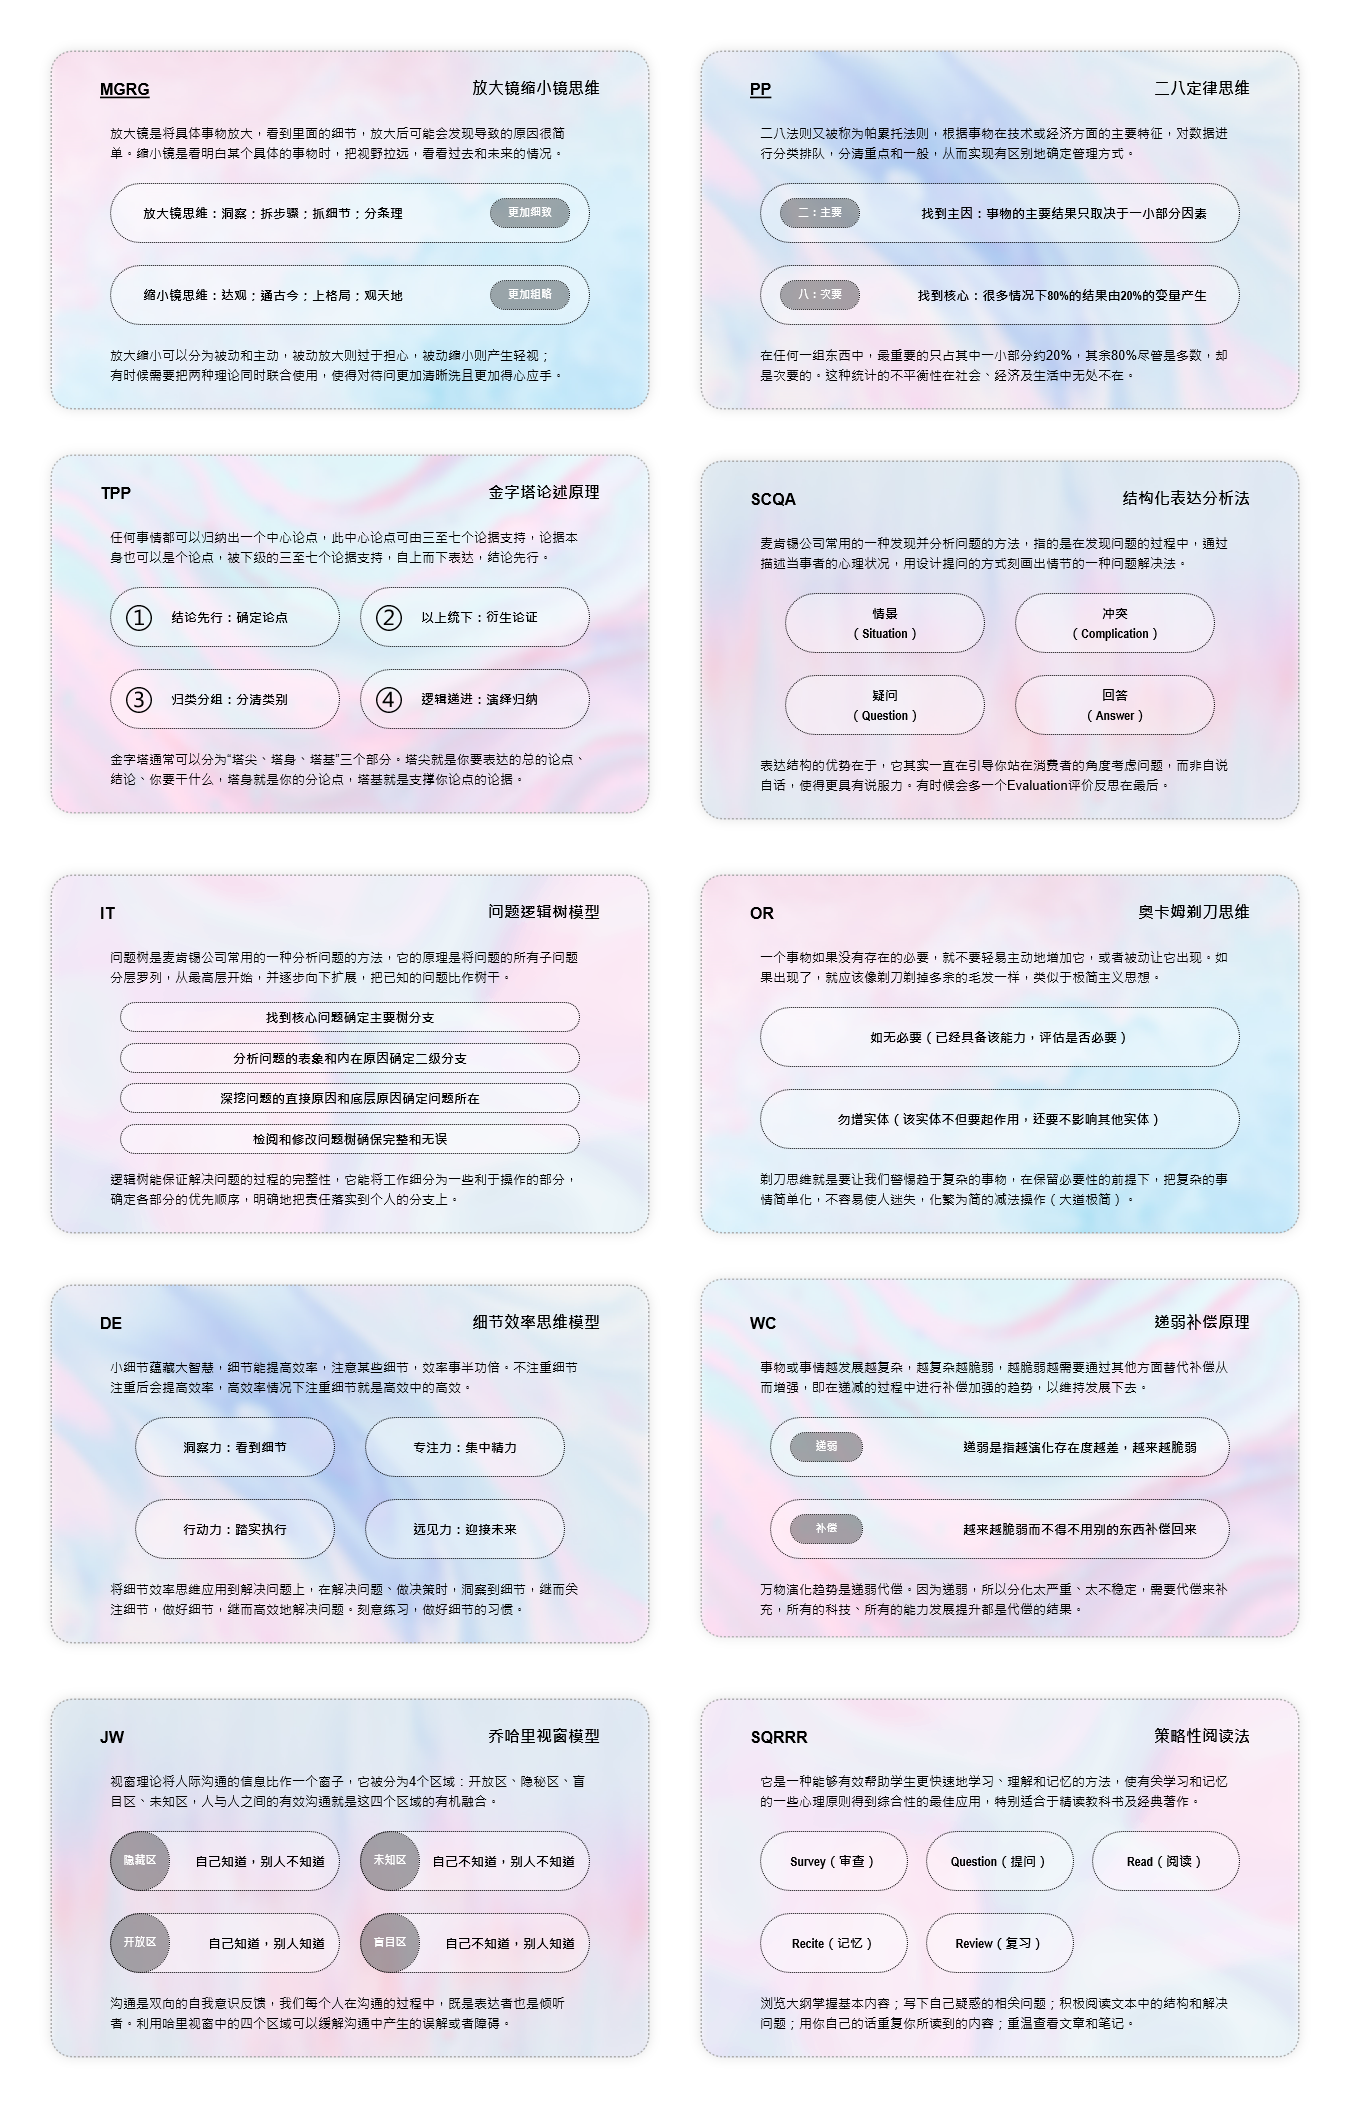 MGRG
放大镜缩小镜思维
放大镜是将具体事物放大，看到里面的细节，放大后可能会发现导致的原因很简
单。缩小镜是看明白某个具体的事物时，把视野拉远，看看过去和未来的情况。
放大镜思维：洞察；拆步骤；抓细节；分条理
更加细致
缩小镜思维：达观；通古今；上格局；观天地
更加粗略
放大缩小可以分为被动和主动，被动放大则过于担心，被动缩小则产生轻视；
有时候需要把两种理论同时联合使用，使得对待问更加清晰洗且更加得心应手。
PP
二八定律思维
二八法则又被称为帕累托法则，根据事物在技术或经济方面的主要特征，对数据进
行分类排队，分清重点和一般，从而实现有区别地确定管理方式。
二：主要
找到主因：事物的主要结果只取决于一小部分因素
八：次要
找到核心：很多情况下80%的结果由20%的变量产生
在任何一组东西中，最重要的只占其中一小部分约20%，其余80%尽管是多数，却
是次要的。这种统计的不平衡性在社会、经济及生活中无处不在。
TPP
金字塔论述原理
任何事情都可以归纳出一个中心论点，此中心论点可由三至七个论据支持，论据本
身也可以是个论点，被下级的三至七个论据支持，自上而下表达，结论先行。
① 结论先行：确定论点
② 以上统下：衍生论证
③ 归类分组：分清类别
④ 逻辑递进：演绎归纳
金字塔通常可以分为“塔尖、塔身、塔基”三个部分。塔尖就是你要表达的总的论点、
结论、你要干什么，塔身就是你的分论点，塔基就是支撑你论点的论据。
SCQA
结构化表达分析法
麦肯锡公司常用的一种发现并分析问题的方法，指的是在发现问题的过程中，通过
描述当事者的心理状况，用设计提问的方式刻画出情节的一种问题解决法。
情景
（Situation）
冲突
（Complication）
疑问
（Question）
回答
（Answer）
表达结构的优势在于，它其实一直在引导你站在消费者的角度考虑问题，而非自说
自话，使得更具有说服力。有时候会多一个Evaluation评价反思在最后。
IT
问题逻辑树模型
问题树是麦肯锡公司常用的一种分析问题的方法，它的原理是将问题的所有子问题
分层罗列，从最高层开始，并逐步向下扩展，把已知的问题比作树干。
找到核心问题确定主要树分支
分析问题的表象和内在原因确定二级分支
深挖问题的直接原因和底层原因确定问题所在
检阅和修改问题树确保完整和无误
逻辑树能保证解决问题的过程的完整性，它能将工作细分为一些利于操作的部分，
确定各部分的优先顺序，明确地把责任落实到个人的分支上。
OR
奥卡姆剃刀思维
一个事物如果没有存在的必要，就不要轻易主动地增加它，或者被动让它出现。如
果出现了，就应该像剃刀剃掉多余的毛发一样，类似于极简主义思想。
如无必要（已经具备该能力，评估是否必要）
勿增实体（该实体不但要起作用，还要不影响其他实体）
剃刀思维就是要让我们警惕趋于复杂的事物，在保留必要性的前提下，把复杂的事
情简单化，不容易使人迷失，化繁为简的减法操作（大道极简）。
DE
细节效率思维模型
小细节蕴藏大智慧，细节能提高效率，注意某些细节，效率事半功倍。不注重细节
注重后会提高效率，高效率情况下注重细节就是高效中的高效。
洞察力：看到细节
专注力：集中精力
行动力：踏实执行
远见力：迎接未来
将细节效率思维应用到解决问题上，在解决问题、做决策时，洞察到细节，继而关
注细节，做好细节，继而高效地解决问题。刻意练习，做好细节的习惯。
WC
递弱补偿原理
事物或事情越发展越复杂，越复杂越脆弱，越脆弱越需要通过其他方面替代补偿从
而增强，即在递减的过程中进行补偿加强的趋势，以维持发展下去。
递弱
递弱是指越演化存在度越差，越来越脆弱
补偿
越来越脆弱而不得不用别的东西补偿回来
万物演化趋势是递弱代偿。因为递弱，所以分化太严重、太不稳定，需要代偿来补
充，所有的科技、所有的能力发展提升都是代偿的结果。
JW
乔哈里视窗模型
视窗理论将人际沟通的信息比作一个窗子，它被分为4个区域：开放区、隐秘区、盲
目区、未知区，人与人之间的有效沟通就是这四个区域的有机融合。
隐藏区
自己知道，别人不知道
未知区
自己不知道，别人不知道
开放区
自己知道，别人知道
盲目区
自己不知道，别人知道
沟通是双向的自我意识反馈，我们每个人在沟通的过程中，既是表达者也是倾听
者。利用哈里视窗中的四个区域可以缓解沟通中产生的误解或者障碍。
SQRRR
策略性阅读法
它是一种能够有效帮助学生更快速地学习、理解和记忆的方法，使有关学习和记忆
的一些心理原则得到综合性的最佳应用，特别适合于精读教科书及经典著作。
Survey（审查）
Question（提问）
Read（阅读）
Recite（记忆）
Review（复习）
浏览大纲掌握基本内容；写下自己疑惑的相关问题；积极阅读文本中的结构和解决
问题；用你自己的话重复你所读到的内容；重温查看文章和笔记。